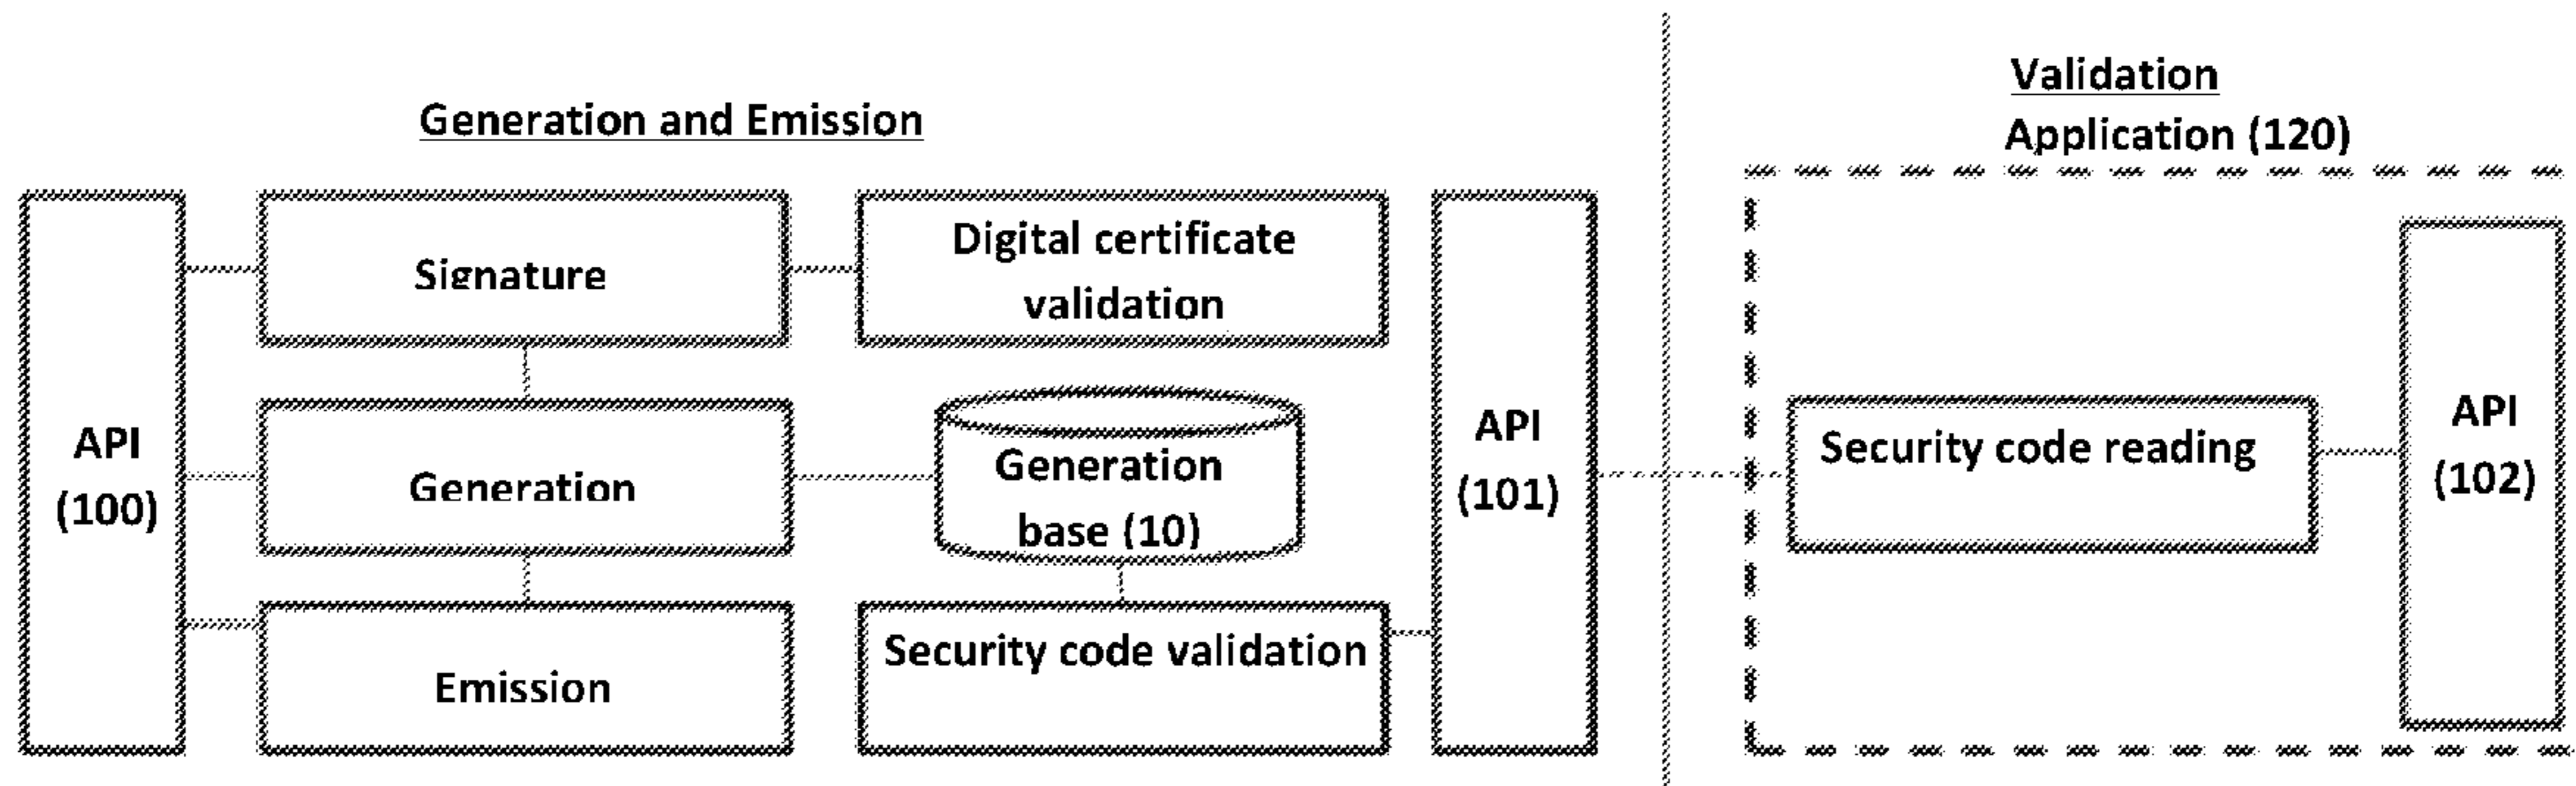 Generation and Emission
Validation
Application (120)
API
(100)
Signature
Digital certificate
validation
Generation
Generation
base (10)
Emission
Security code validation
API
(101)
Security code reading
API
(102)